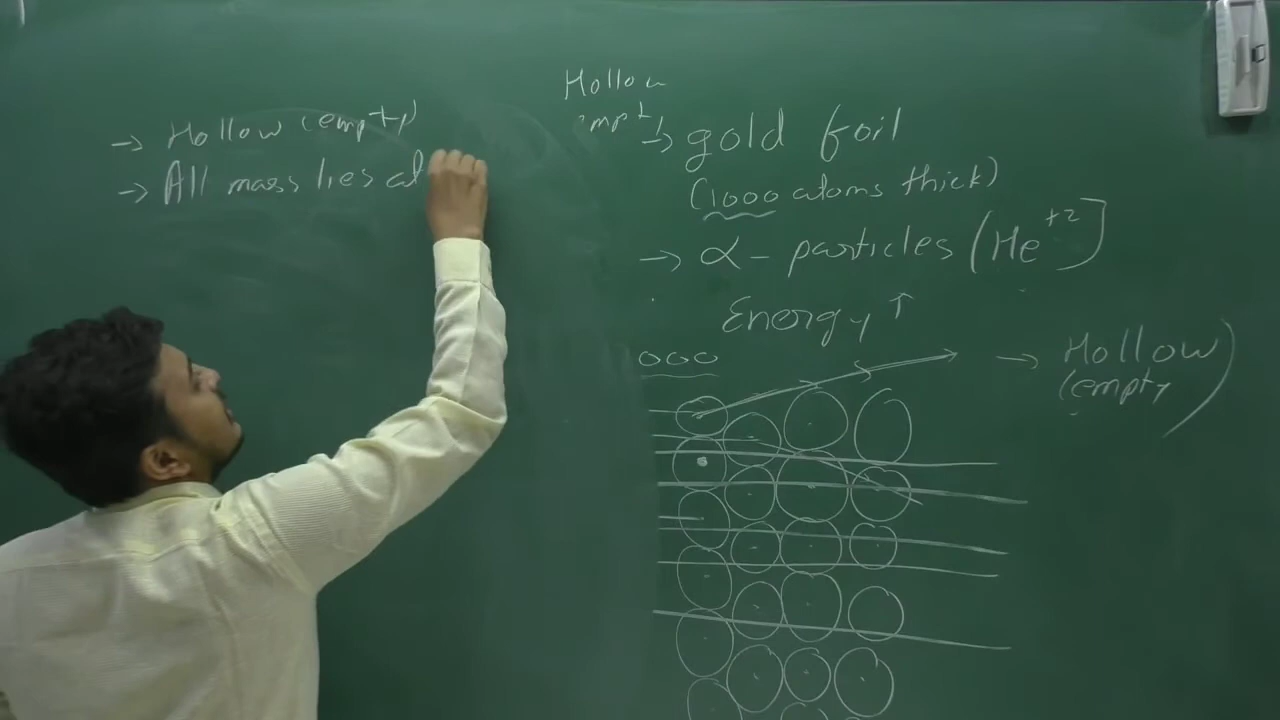 → Hollow (empty)
→ All mass lies at
Hollow
empty
→ gold foil
(1000 atoms thick)
→ α - particles (He+2)
Energy ↑
→ Hollow
(empty)